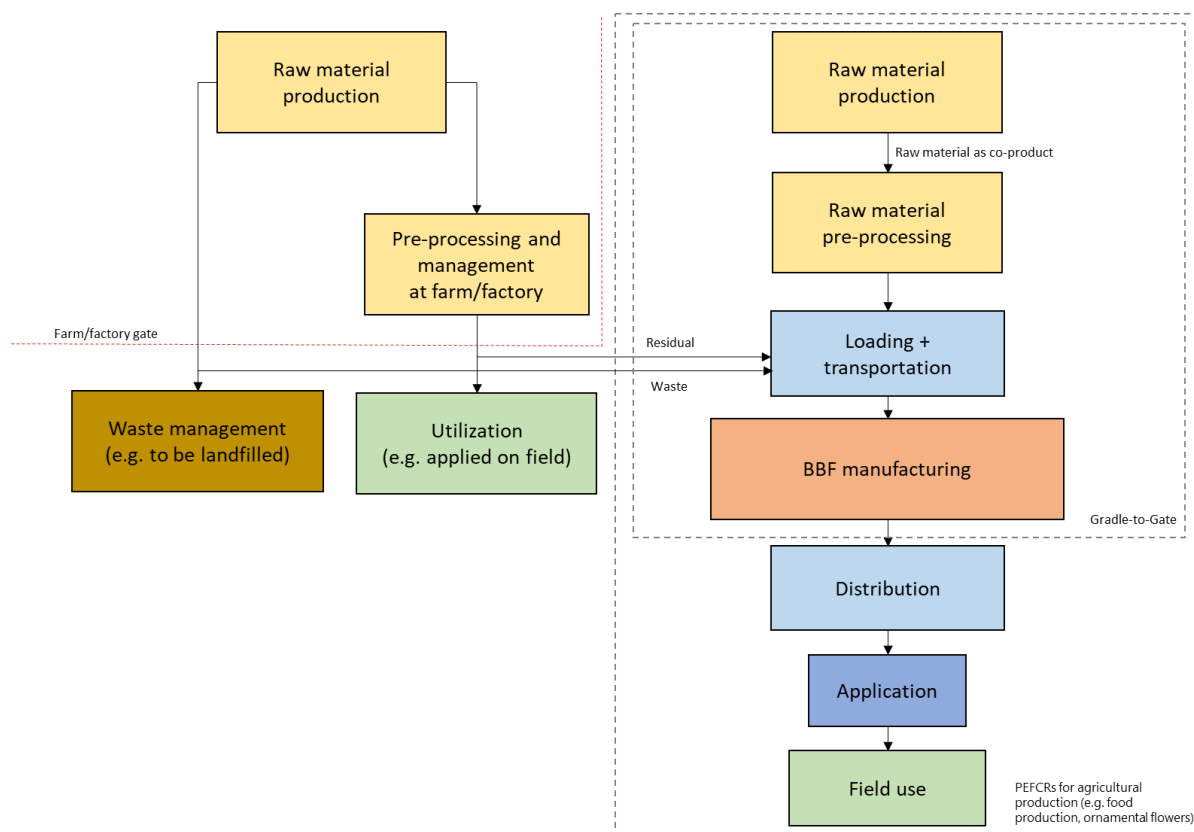 Raw material
production
Pre-processing and
management
at farm/factory
Farm/factory gate
Waste management
(e.g. to be landfilled)
Utilization
(e.g. applied on field)
Residual
Waste
Raw material
production
Raw material as co-product
Raw material
pre-processing
Loading +
transportation
BBF manufacturing
Gradle-to-Gate
Distribution
Application
Field use
PEFCRs for agricultural
production (e.g. food
production, ornamental flowers)